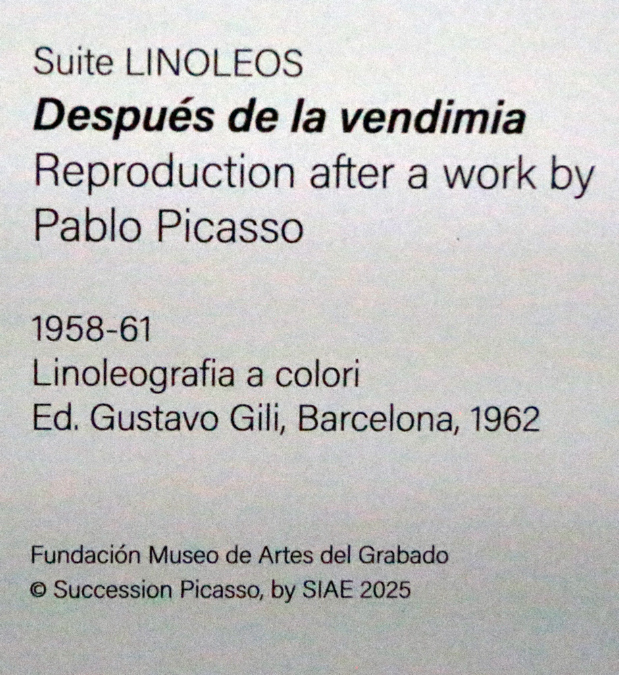 Suite LINOLEOS
Después de la vendimia
Reproduction after a work by
Pablo Picasso
1958-61
Linoleografia a colori
Ed. Gustavo Gili, Barcelona, 1962
Fundación Museo de Artes del Grabado
© Succession Picasso, by SIAE 2025